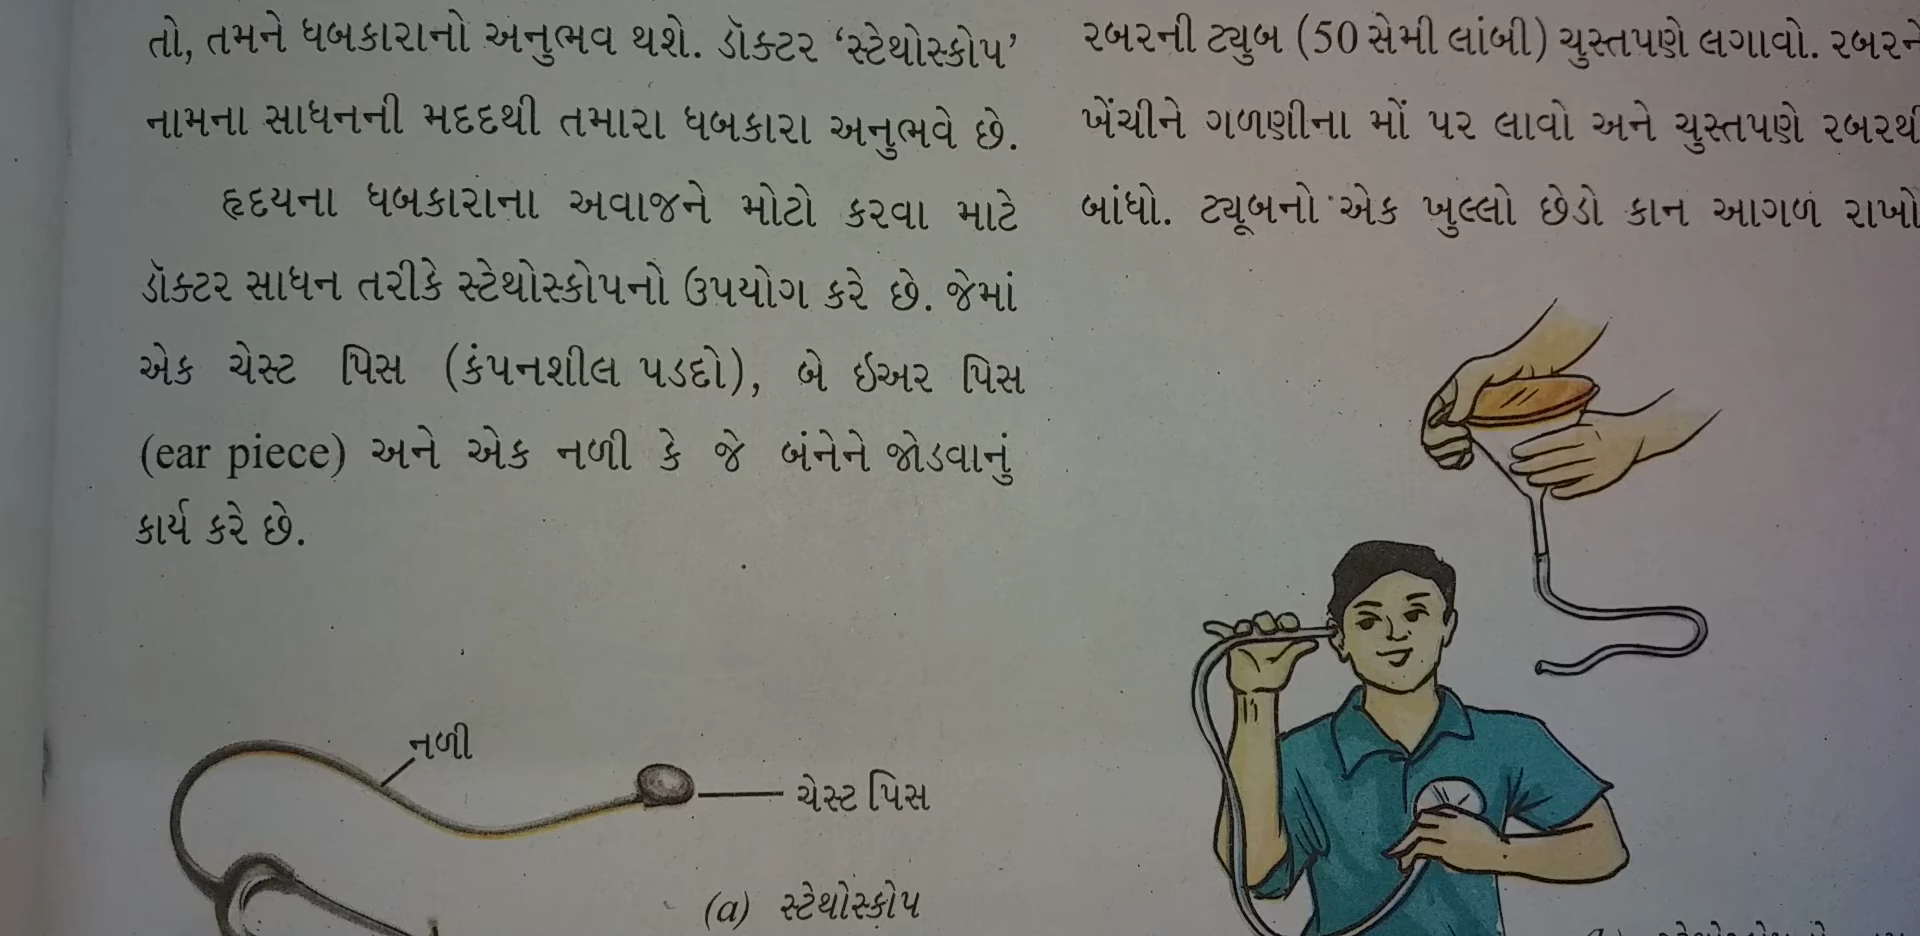 તો, તમને ધબકારાનો અનુભવ થશે. ડૉક્ટર ‘સ્ટેથોસ્કોપ’
નામના સાધનની મદદથી તમારા ધબકારા અનુભવે છે.
હૃદયના ધબકારાના અવાજને મોટો કરવા માટે
ડૉક્ટર સાધન તરીકે સ્ટેથોસ્કોપનો ઉપયોગ કરે છે. જેમાં
એક ચેસ્ટ પિસ (કંપનશીલ પડદો), બે ઇઅર પિસ
(ear piece) અને એક નળી કે જે બંનેને જોડવાનું
કાર્ય કરે છે.
નળી
ચેસ્ટ પિસ
(a) સ્ટેથોસ્કોપ
રબરની ટ્યુબ (50 સેમી લાંબી) ચુસ્તપણે લગાવો. રબરને
ખેંચીને ગળણીના મોં પર લાવો અને ચુસ્તપણે રબરથી
બાંધો. ટ્યૂબનો એક ખુલ્લો છેડો કાન આગળ રાખો